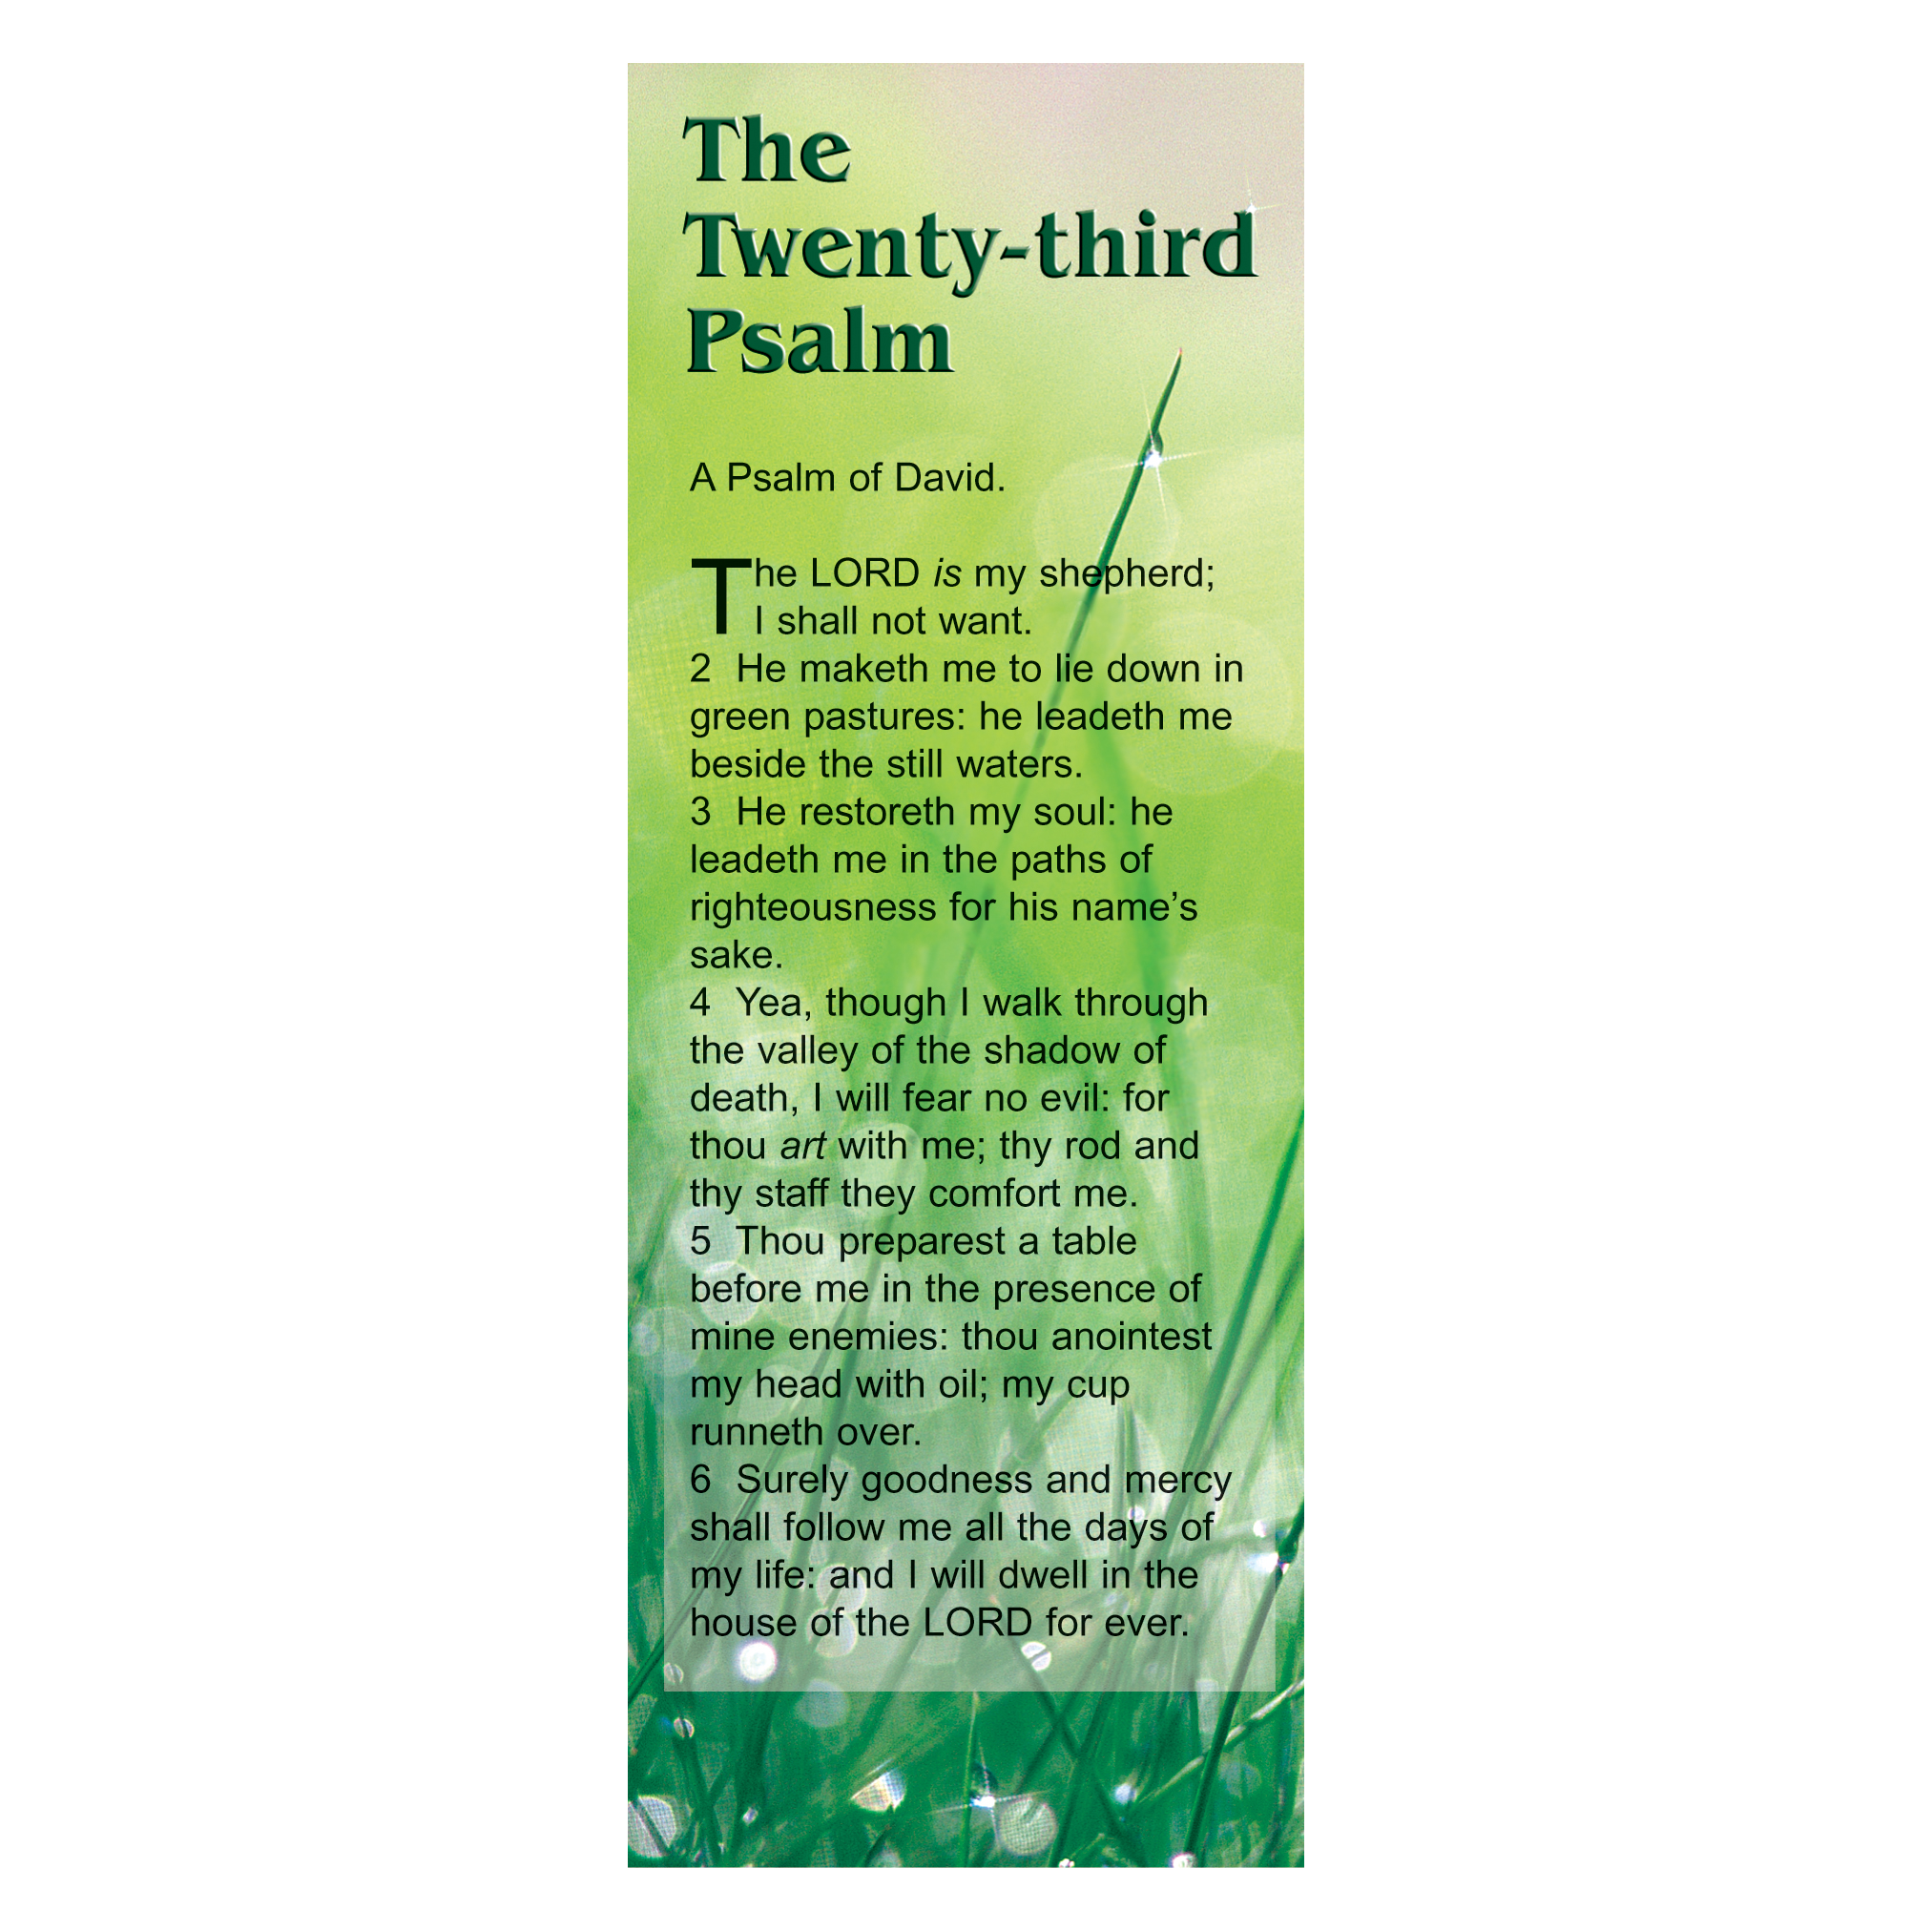 The
Twenty-third
Psalm
A Psalm of David.
The LORD is my shepherd;
I shall not want.
2  He maketh me to lie down in
green pastures: he leadeth me
beside the still waters.
3  He restoreth my soul: he
leadeth me in the paths of
righteousness for his name’s
sake.
4  Yea, though I walk through
the valley of the shadow of
death, I will fear no evil: for
thou art with me; thy rod and
thy staff they comfort me.
5  Thou preparest a table
before me in the presence of
mine enemies: thou anointest
my head with oil; my cup
runneth over.
6  Surely goodness and mercy
shall follow me all the days of
my life: and I will dwell in the
house of the LORD for ever.